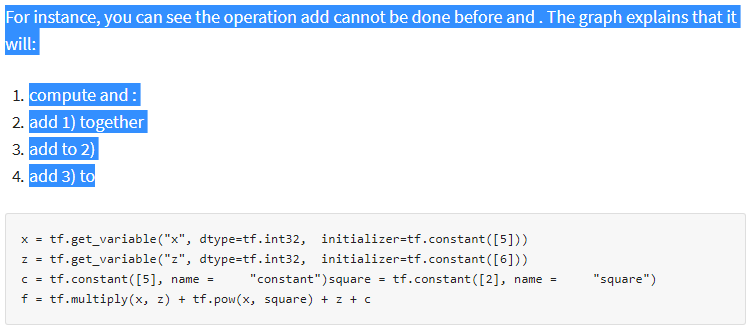 For instance, you can see the operation add cannot be done before and . The graph explains that it
will:
1. compute and :
2. add 1) together
3. add to 2)
4. add 3) to
x = tf.get_variable("x", dtype=tf.int32,  initializer=tf.constant([5]))
z = tf.get_variable("z", dtype=tf.int32,  initializer=tf.constant([6]))
c = tf.constant([5], name =     "constant")square = tf.constant([2], name =     "square")
f = tf.multiply(x, z) + tf.pow(x, square) + z + c